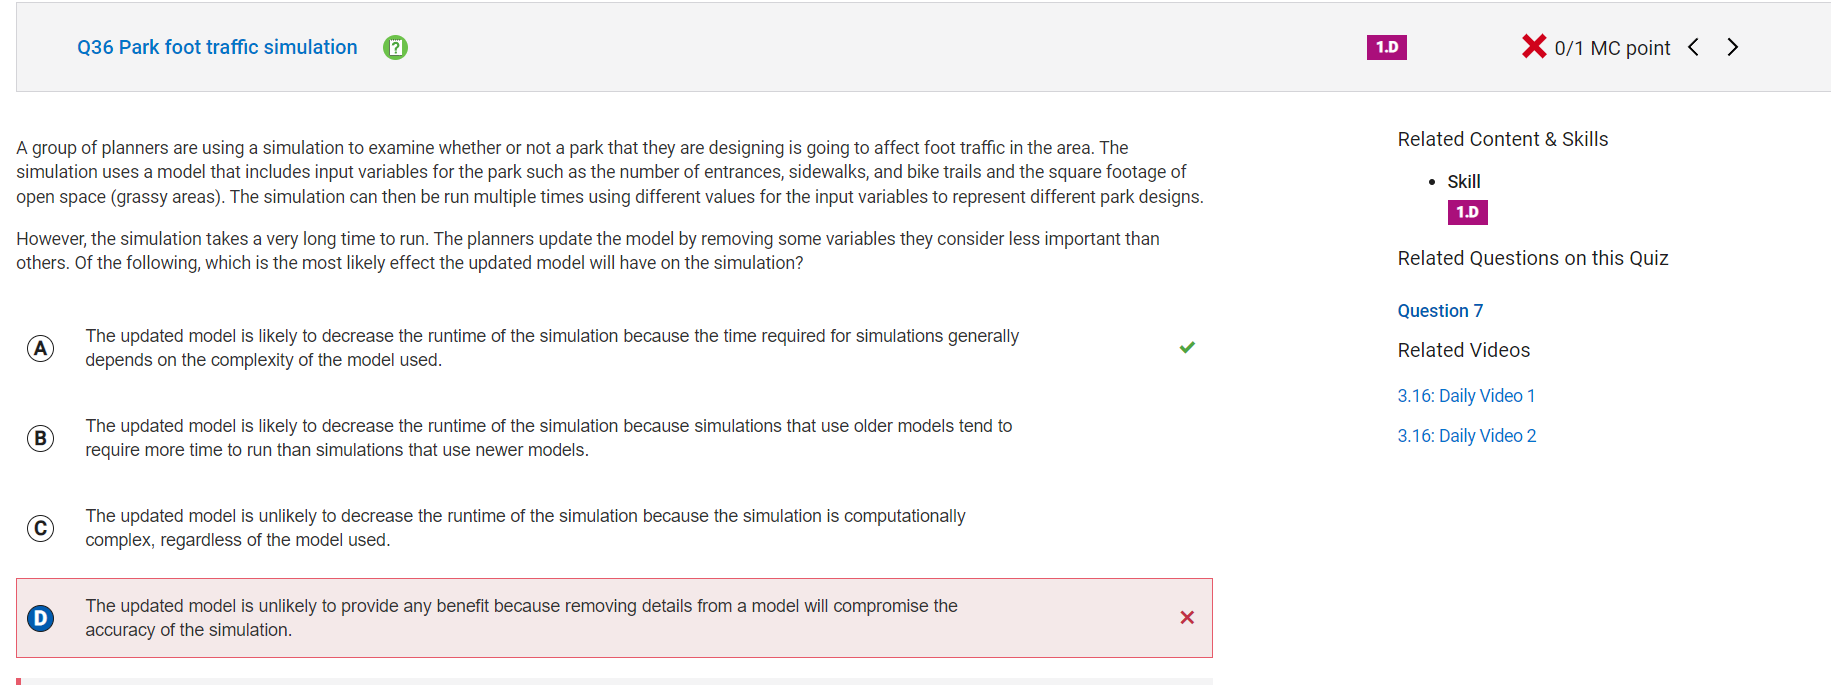 Q36 Park foot traffic simulation
1.D
0/1 MC point
A group of planners are using a simulation to examine whether or not a park that they are designing is going to affect foot traffic in the area. The
simulation uses a model that includes input variables for the park such as the number of entrances, sidewalks, and bike trails and the square footage of
open space (grassy areas). The simulation can then be run multiple times using different values for the input variables to represent different park designs.
However, the simulation takes a very long time to run. The planners update the model by removing some variables they consider less important than
others. Of the following, which is the most likely effect the updated model will have on the simulation?
A
The updated model is likely to decrease the runtime of the simulation because the time required for simulations generally
depends on the complexity of the model used.
B
The updated model is likely to decrease the runtime of the simulation because simulations that use older models tend to
require more time to run than simulations that use newer models.
C
The updated model is unlikely to decrease the runtime of the simulation because the simulation is computationally
complex, regardless of the model used.
D
The updated model is unlikely to provide any benefit because removing details from a model will compromise the
accuracy of the simulation.
Related Content & Skills
• Skill
1.D
Related Questions on this Quiz
Question 7
Related Videos
3.16: Daily Video 1
3.16: Daily Video 2